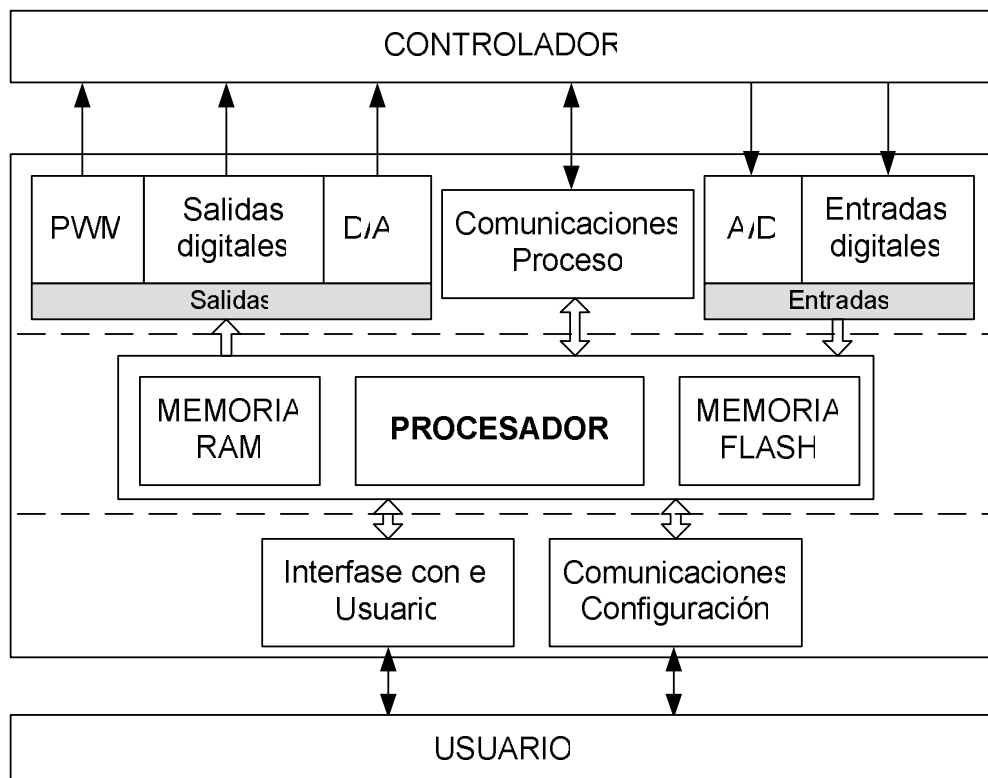 CONTROLADOR
PWM
Salidas
digitales
D/A
Salidas
Comunicaciones
Proceso
A/D
Entradas
digitales
Entradas
MEMORIA
RAM
PROCESADOR
MEMORIA
FLASH
Interfase con e
Usuario
Comunicaciones
Configuración
USUARIO